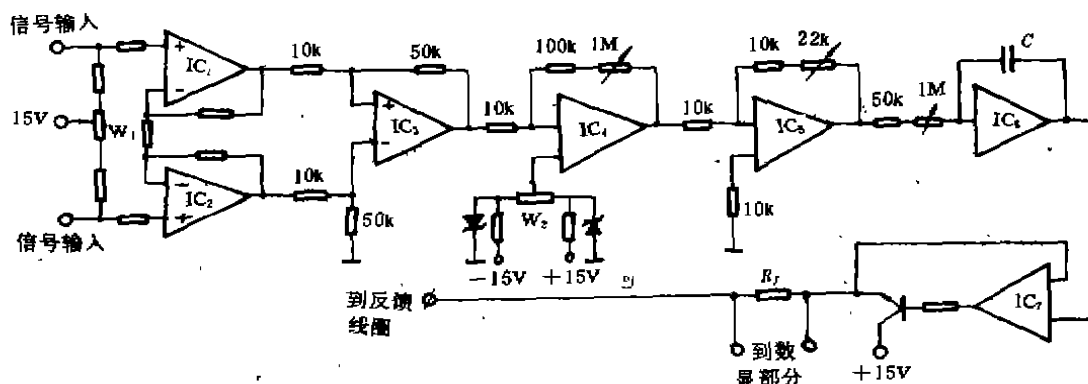 信号输入
15V
W₁
信号输入
IC₁
IC₂
10k
10k
50k
50k
IC₃
10k
100k
1M
IC₄
W₂
-15V
+15V
10k
10k
22k
IC₅
10k
50k
1M
C
IC₆
到反馈
线圈
R_f
到数
显部分
+15V
IC₇